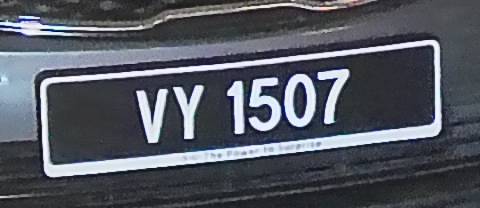 VY 1507
The Power To Surprise